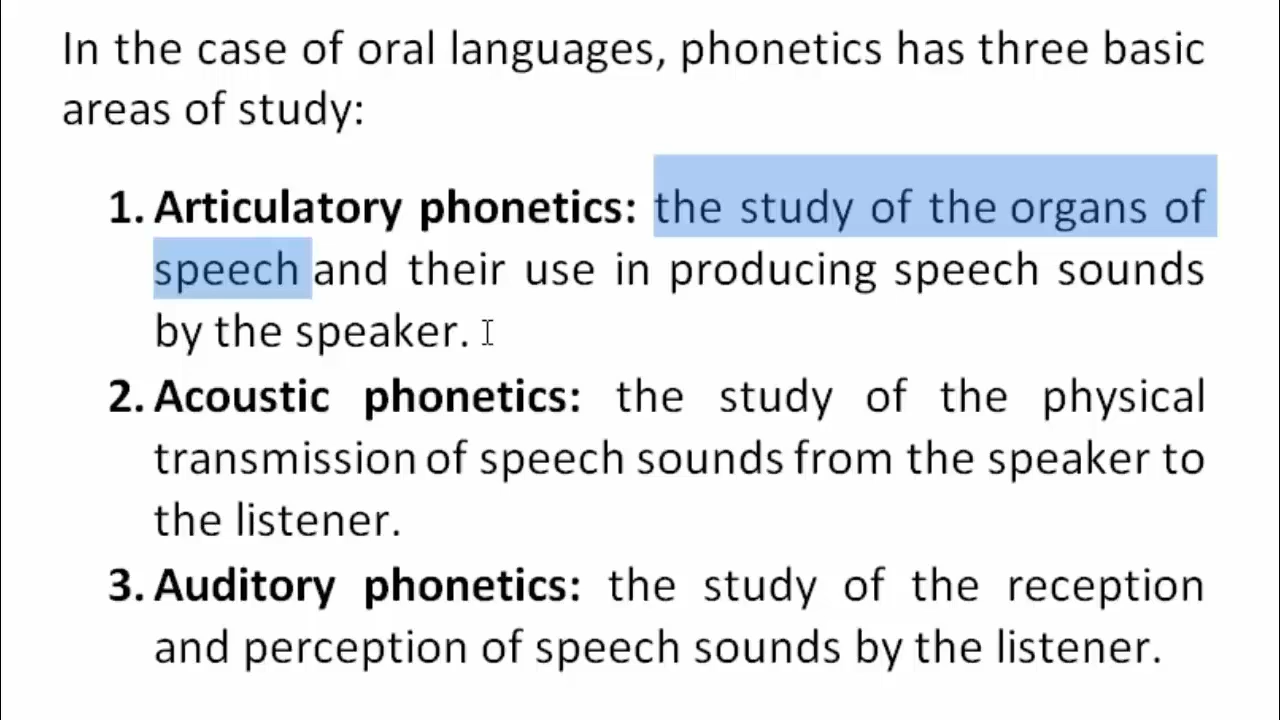 In the case of oral languages, phonetics has three basic
areas of study:
1. Articulatory phonetics: the study of the organs of
speech and their use in producing speech sounds
by the speaker.
2. Acoustic phonetics: the study of the physical
transmission of speech sounds from the speaker to
the listener.
3. Auditory phonetics: the study of the reception
and perception of speech sounds by the listener.